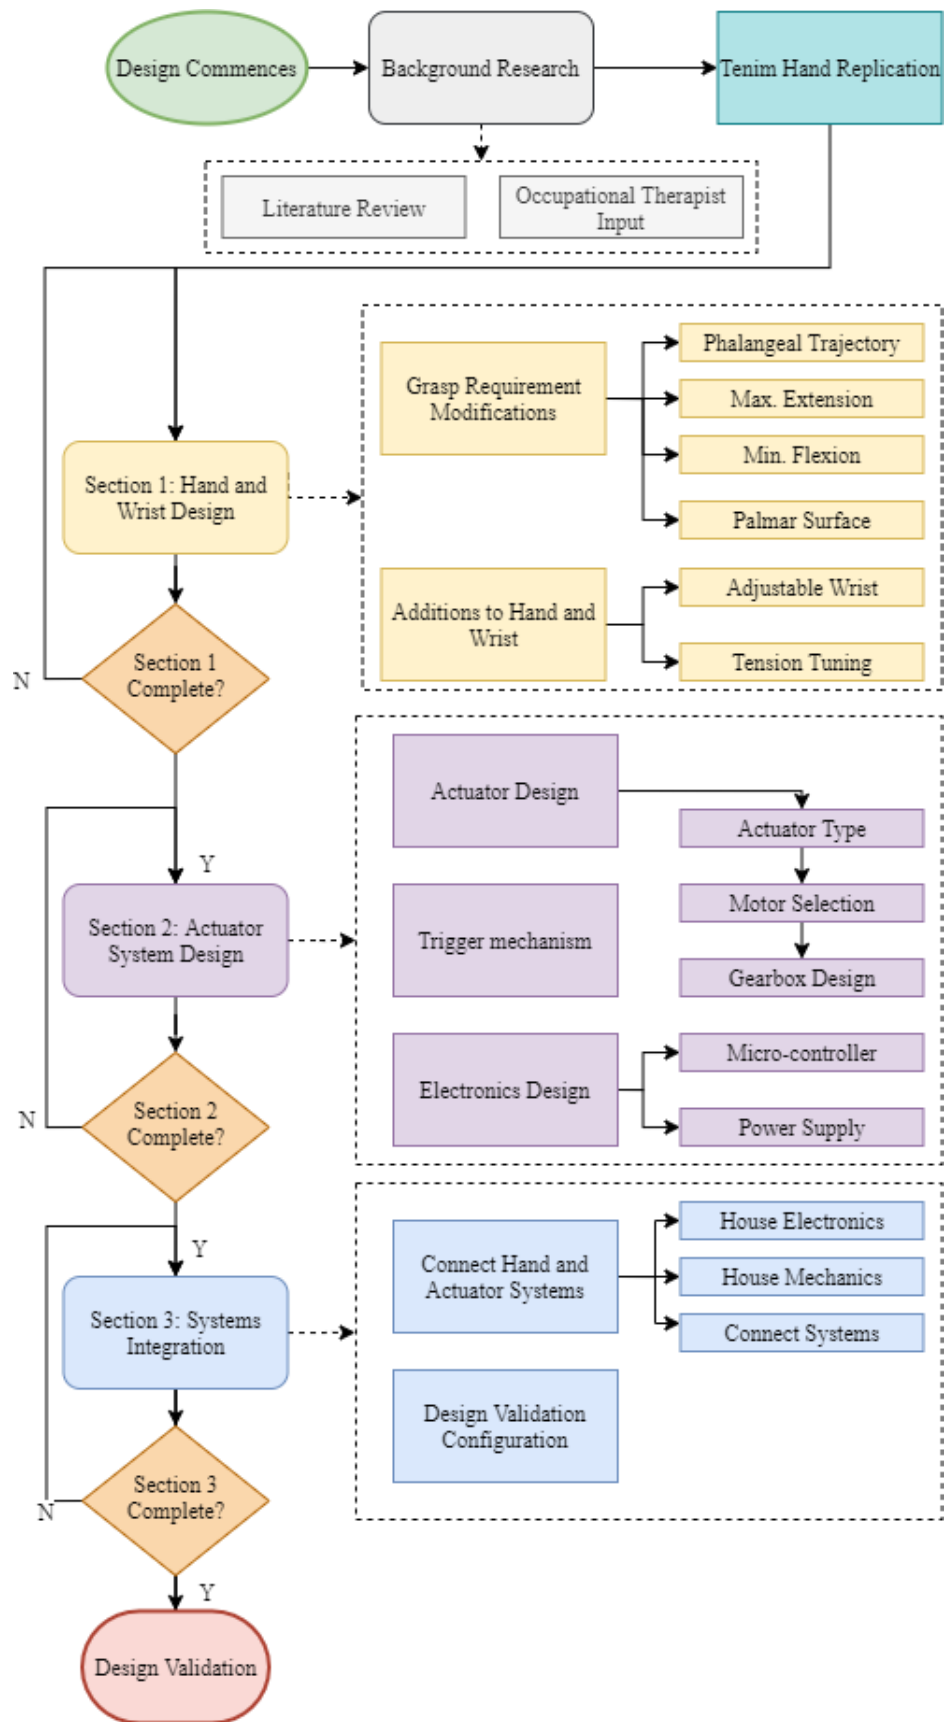 Design Commences
Background Research
Tenim Hand Replication
Literature Review
Occupational Therapist
Input
Section 1: Hand and
Wrist Design
Grasp Requirement
Modifications
Phalangeal Trajectory
Max. Extension
Min. Flexion
Palmar Surface
Additions to Hand and
Wrist
Adjustable Wrist
Tension Tuning
Section 1
Complete?
N
Y
Section 2: Actuator
System Design
Actuator Design
Actuator Type
Motor Selection
Gearbox Design
Trigger mechanism
Electronics Design
Micro-controller
Power Supply
Section 2
Complete?
N
Y
Section 3: Systems
Integration
Connect Hand and
Actuator Systems
House Electronics
House Mechanics
Connect Systems
Design Validation
Configuration
Section 3
Complete?
N
Y
Design Validation